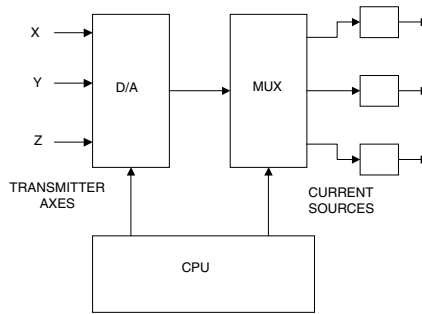 X
Y
Z
D/A
MUX
TRANSMITTER
AXES
CURRENT
SOURCES
CPU